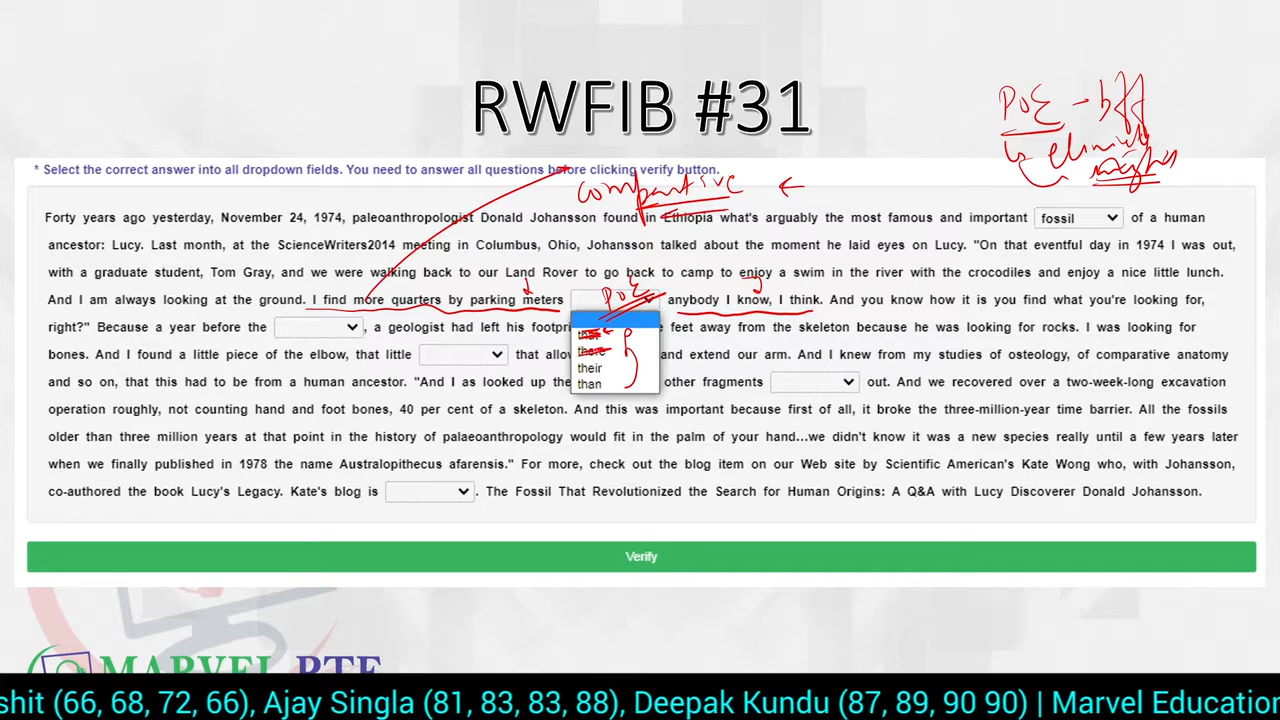 RWFIB #31
POE - bff
eliminate
* Select the correct answer into all dropdown fields. You need to answer all questions before clicking verify button.
comparative ←
Forty years ago yesterday, November 24, 1974, paleoanthropologist Donald Johansson found in Ethiopia what's arguably the most famous and important fossil of a human
ancestor: Lucy. Last month, at the ScienceWriters2014 meeting in Columbus, Ohio, Johansson talked about the moment he laid eyes on Lucy. "On that eventful day in 1974 I was out,
with a graduate student, Tom Gray, and we were walking back to our Land Rover to go back to camp to enjoy a swim in the river with the crocodiles and enjoy a nice little lunch.
And I am always looking at the ground. I find more quarters by parking meters POE anybody I know, I think. And you know how it is you find what you're looking for,
right?" Because a year before the , a geologist had left his footpri feet away from the skeleton because he was looking for rocks. I was looking for
that
there
bones. And I found a little piece of the elbow, that little that allo and extend our arm. And I knew from my studies of osteology, of comparative anatomy
their
than
and so on, that this had to be from a human ancestor. "And I as looked up the other fragments out. And we recovered over a two-week-long excavation
operation roughly, not counting hand and foot bones, 40 per cent of a skeleton. And this was important because first of all, it broke the three-million-year time barrier. All the fossils
older than three million years at that point in the history of palaeoanthropology would fit in the palm of your hand...we didn't know it was a new species really until a few years later
when we finally published in 1978 the name Australopithecus afarensis." For more, check out the blog item on our Web site by Scientific American's Kate Wong who, with Johansson,
co-authored the book Lucy's Legacy. Kate's blog is . The Fossil That Revolutionized the Search for Human Origins: A Q&A with Lucy Discoverer Donald Johansson.
Verify
MARVEL PTE
shit (66, 68, 72, 66), Ajay Singla (81, 83, 83, 88), Deepak Kundu (87, 89, 90 90) | Marvel Education